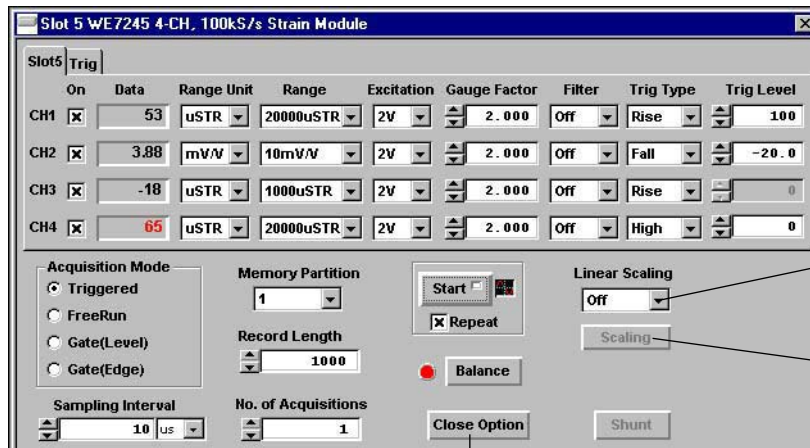 Slot 5 WE7245 4-CH, 100kS/s Strain Module
Slot5 Trig
On Data Range Unit Range Excitation Gauge Factor Filter Trig Type Trig Level
CH1 53 uSTR 20000uSTR 2V 2.000 Off Rise 100
CH2 3.88 mV/V 10mV/V 2V 2.000 Off Fall -20.0
CH3 -18 uSTR 1000uSTR 2V 2.000 Off Rise 0
CH4 65 uSTR 20000uSTR 2V 2.000 Off High 0
Acquisition Mode
Triggered
FreeRun
Gate(Level)
Gate(Edge)
Sampling Interval
10 us
Memory Partition
1
Record Length
1000
No. of Acquisitions
1
Start
Repeat
Balance
Close Option
Linear Scaling
Off
Scaling
Shunt